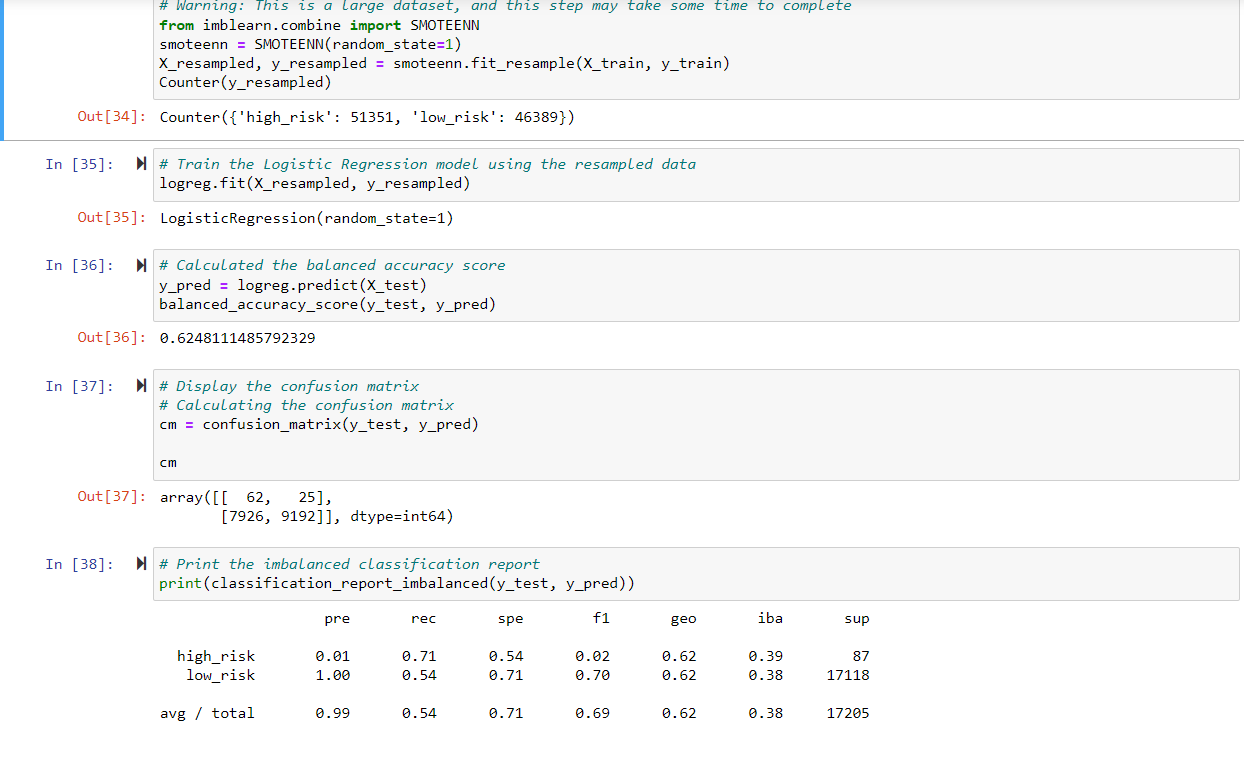 # Warning: This is a large dataset, and this step may take some time to complete
from imblearn.combine import SMOTEENN
smoteenn = SMOTEENN(random_state=1)
X_resampled, y_resampled = smoteenn.fit_resample(X_train, y_train)
Counter(y_resampled)
Out[34]: Counter({'high_risk': 51351, 'low_risk': 46389})
In [35]: # Train the Logistic Regression model using the resampled data
logreg.fit(X_resampled, y_resampled)
Out[35]: LogisticRegression(random_state=1)
In [36]: # Calculated the balanced accuracy score
y_pred = logreg.predict(X_test)
balanced_accuracy_score(y_test, y_pred)
Out[36]: 0.6248111485792329
In [37]: # Display the confusion matrix
# Calculating the confusion matrix
cm = confusion_matrix(y_test, y_pred)
cm
Out[37]: array([[  62,   25],
       [7926, 9192]], dtype=int64)
In [38]: # Print the imbalanced classification report
print(classification_report_imbalanced(y_test, y_pred))
pre rec spe f1 geo iba sup
high_risk 0.01 0.71 0.54 0.02 0.62 0.39 87
low_risk 1.00 0.54 0.71 0.70 0.62 0.38 17118
avg / total 0.99 0.54 0.71 0.69 0.62 0.38 17205